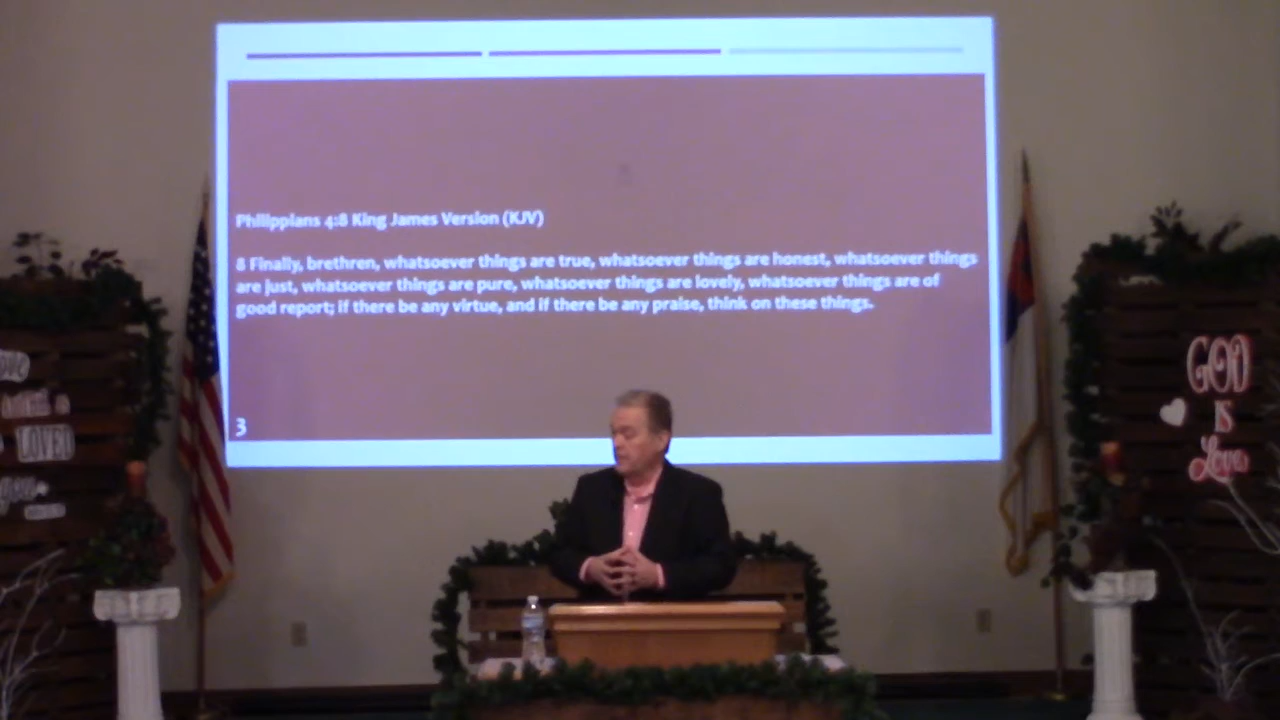 Philippians 4:8 King James Version (KJV)
8 Finally, brethren, whatsoever things are true, whatsoever things are honest, whatsoever things
are just, whatsoever things are pure, whatsoever things are lovely, whatsoever things are of
good report; if there be any virtue, and if there be any praise, think on these things.
3
LOVED
GOD
IS
Love